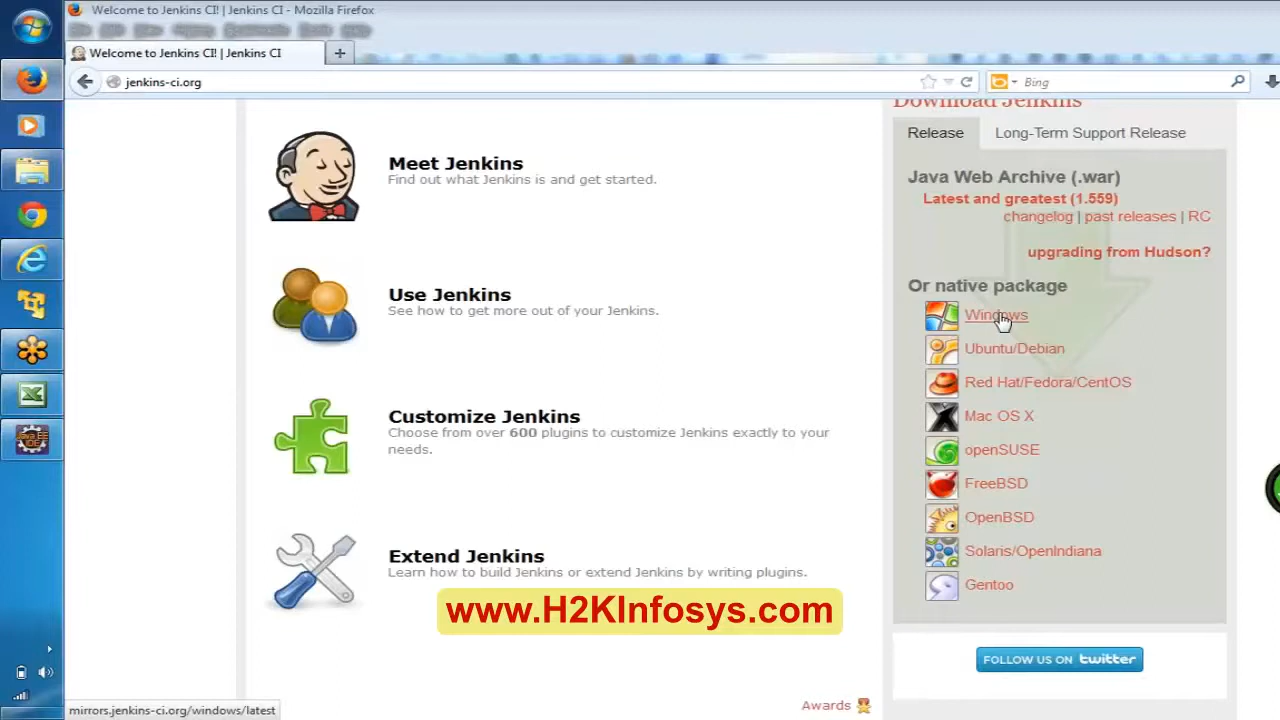 Welcome to Jenkins CI! | Jenkins CI - Mozilla Firefox
Welcome to Jenkins CI! | Jenkins CI
+
jenkins-ci.org
Bing
Download Jenkins
Release
Long-Term Support Release
Java Web Archive (.war)
Latest and greatest (1.559)
changelog | past releases | RC
upgrading from Hudson?
Or native package
Windows
Ubuntu/Debian
Red Hat/Fedora/CentOS
Mac OS X
openSUSE
FreeBSD
OpenBSD
Solaris/OpenIndiana
Gentoo
FOLLOW US ON twitter
Meet Jenkins
Find out what Jenkins is and get started.
Use Jenkins
See how to get more out of your Jenkins.
Customize Jenkins
Choose from over 600 plugins to customize Jenkins exactly to your
needs.
Extend Jenkins
Learn how to build Jenkins or extend Jenkins by writing plugins.
www.H2KInfosys.com
Awards
mirrors.jenkins-ci.org/windows/latest
Java EE
IDE